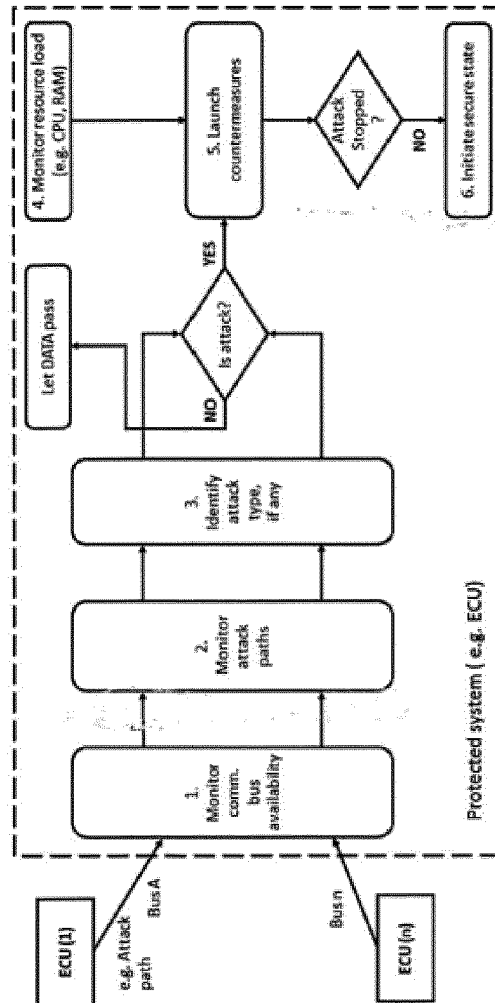 ECU (1)
e.g. Attack
path
Bus A
Bus n
ECU (n)
1.
Monitor
comm.
bus
availability
2.
Monitor
attack
paths
3.
Identify
attack
type,
if any
Let DATA pass
NO
Is attack?
YES
4. Monitor resource load
(e.g. CPU, RAM)
5. Launch
countermeasures
Attack
Stopped
?
NO
6. Initiate secure state
Protected system ( e.g. ECU)